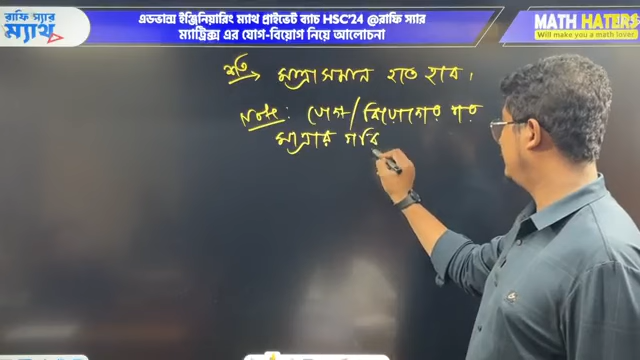 রাফি স্যার
ম্যাথ
এডভান্স ইঞ্জিনিয়ারিং ম্যাথ প্রাইভেট ব্যাচ HSC'24 @রাফি স্যার
ম্যাট্রিক্স এর যোগ-বিয়োগ নিয়ে আলোচনা
MATH HATERS
Will make you a math lover
শর্ত → মাত্রা সমান হতে হবে।
Note: যোগ/বিয়োগের পর
মাত্রার পরি